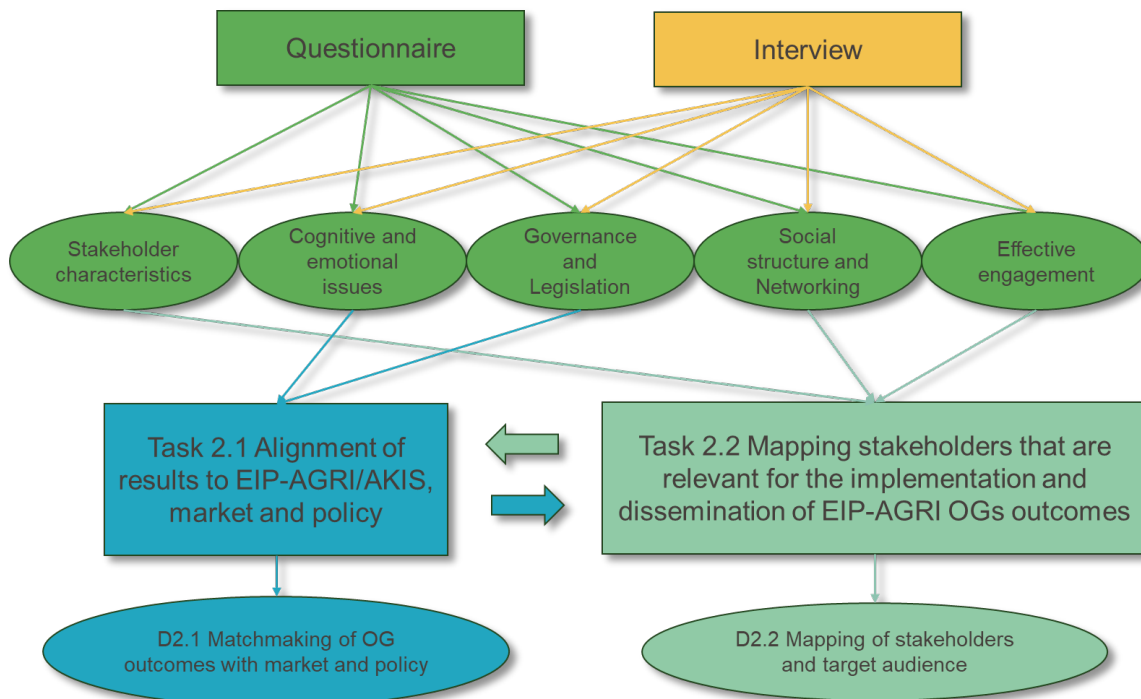 Questionnaire
Interview
Stakeholder
characteristics
Cognitive and
emotional
issues
Governance
and
Legislation
Social
structure and
Networking
Effective
engagement
Task 2.1 Alignment of
results to EIP-AGRI/AKIS,
market and policy
Task 2.2 Mapping stakeholders that are
relevant for the implementation and
dissemination of EIP-AGRI OGs outcomes
D2.1 Matchmaking of OG
outcomes with market and policy
D2.2 Mapping of stakeholders
and target audience